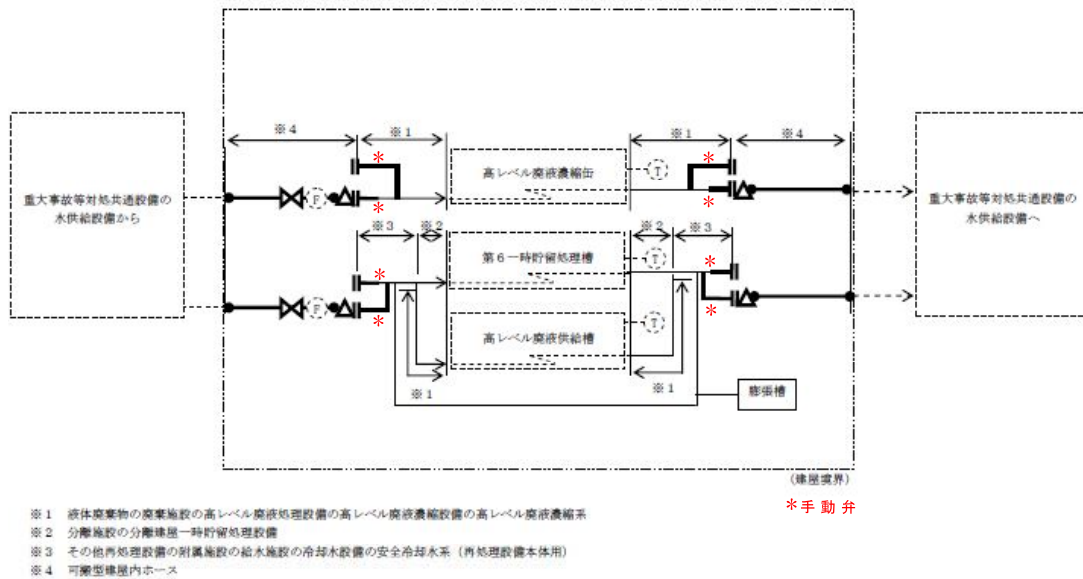 ※4
※1
※1
※4
重大事故等対処共通設備の
水供給設備から
*
*
F
高レベル廃液濃縮缶
T
*
*
重大事故等対処共通設備の
水供給設備へ
※3
※2
※2
※3
*
*
F
第6一時貯留処理槽
T
*
*
高レベル廃液供給槽
T
※1
※1
膨張槽
(建屋境界)
*手動弁
※1 液体廃棄物の廃棄施設の高レベル廃液処理設備の高レベル廃液濃縮設備の高レベル廃液濃縮系
※2 分離施設の分離建屋一時貯留処理設備
※3 その他再処理設備の附属施設の給水施設の冷却水設備の安全冷却水系(再処理設備本体用)
※4 可搬型建屋内ホース